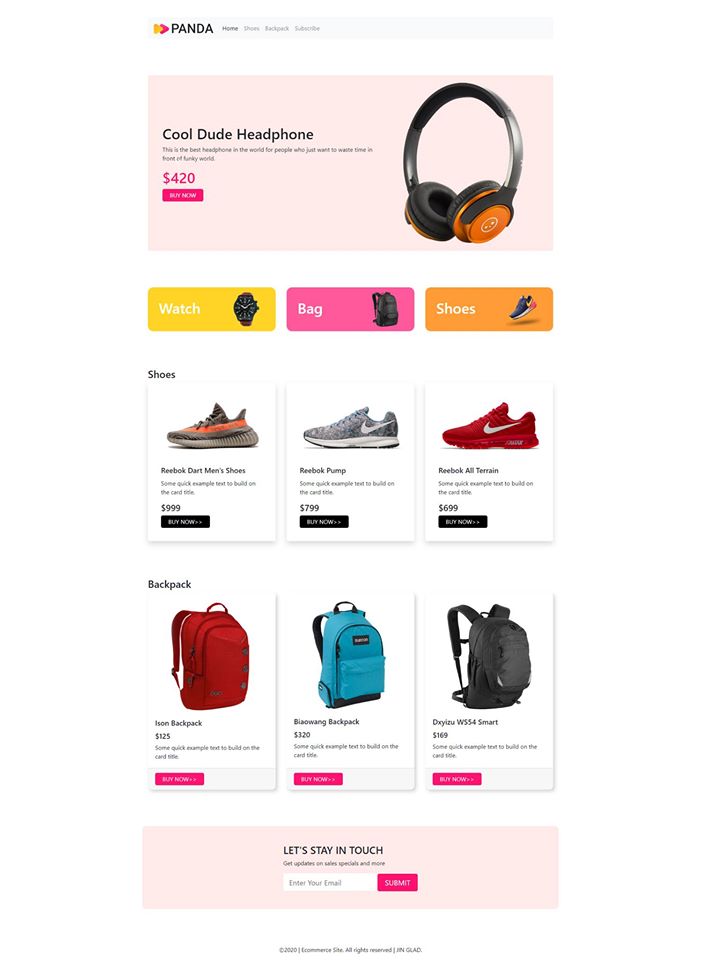 PANDA Home Shoes Backpack Subscribe
Cool Dude Headphone
This is the best headphone in the world for people who just want to waste time in
front of funky world.
$420
BUY NOW
Watch
Bag
Shoes
Shoes
Reebok Dart Men's Shoes
Some quick example text to build on
the card title.
$999
BUY NOW>>
Reebok Pump
Some quick example text to build on
the card title.
$799
BUY NOW>>
Reebok All Terrain
Some quick example text to build on
the card title.
$699
BUY NOW>>
Backpack
Ison Backpack
$125
Some quick example text to build on the
card title.
BUY NOW>>
BURTON
Biaowang Backpack
$320
Some quick example text to build on the
card title.
BUY NOW>>
Dxyizu W554 Smart
$169
Some quick example text to build on the
card title.
BUY NOW>>
LET'S STAY IN TOUCH
Get updates on sales specials and more
Enter Your Email
SUBMIT
©2020 | Ecommerce Site. All rights reserved | JIN GLAD.